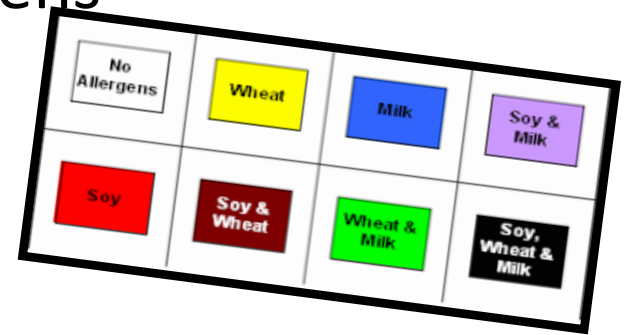 No
Allergens
Wheat
Milk
Soy &
Milk
Soy
Soy &
Wheat
Wheat &
Milk
Soy,
Wheat &
Milk